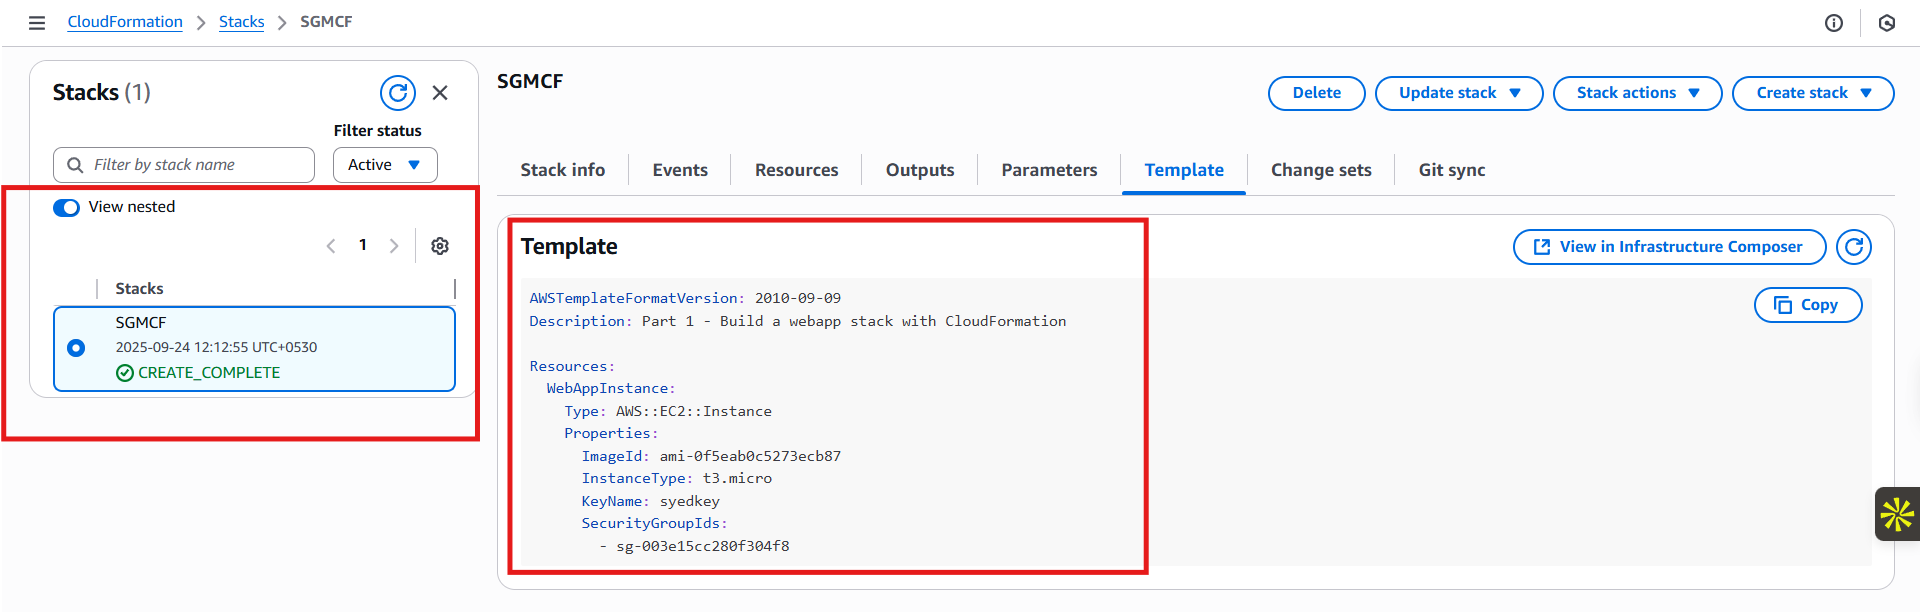 CloudFormation > Stacks > SGMCF
Stacks (1)
Filter status
Filter by stack name
Active
View nested
1
Stacks
SGMCF
2025-09-24 12:12:55 UTC+0530
CREATE_COMPLETE
SGMCF
Delete
Update stack
Stack actions
Create stack
Stack info
Events
Resources
Outputs
Parameters
Template
Change sets
Git sync
Template
View in Infrastructure Composer
Copy
AWSTemplateFormatVersion: 2010-09-09
Description: Part 1 - Build a webapp stack with CloudFormation
Resources:
WebAppInstance:
Type: AWS::EC2::Instance
Properties:
ImageId: ami-0f5eab0c5273ecb87
InstanceType: t3.micro
KeyName: syedkey
SecurityGroupIds:
- sg-003e15cc280f304f8